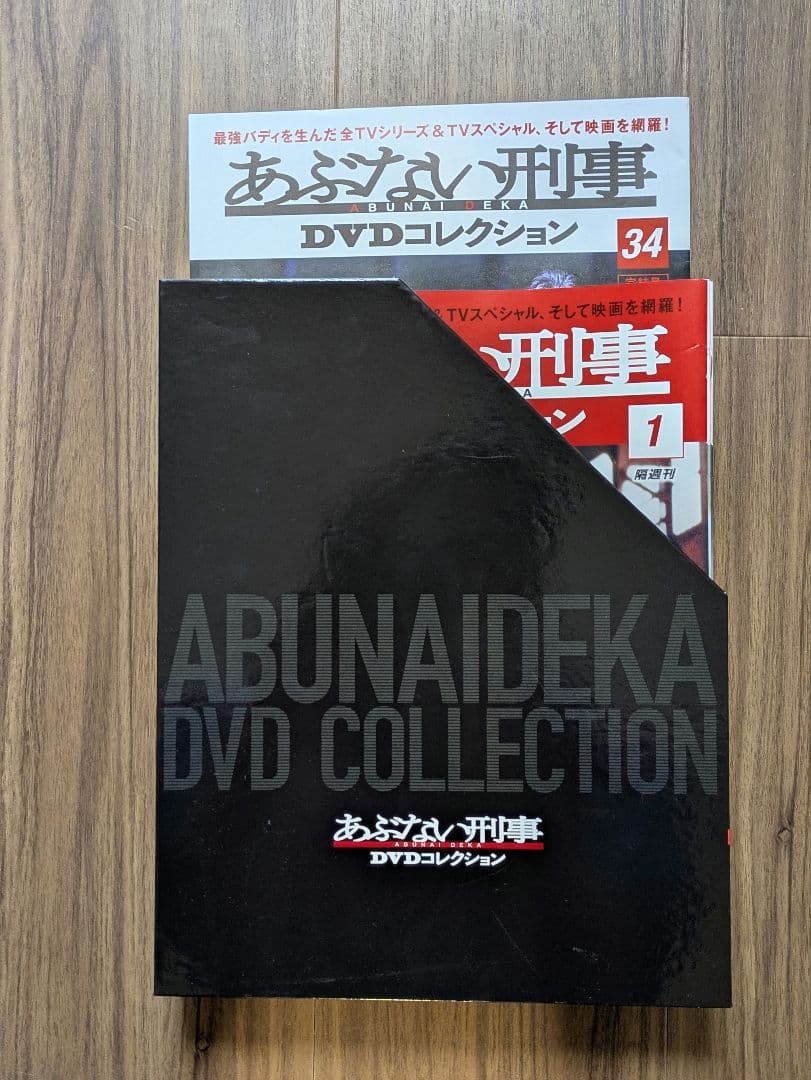 最強バディを生んだ全TVシリーズ&TVスペシャル、そして映画を網羅!
あぶない刑事
ABUNAI DEKA
DVDコレクション
34
&TVスペシャル、そして映画を網羅!
い刑事
A
ション
1
隔週刊
ABUNAIDEKA
DVD COLLECTION
あぶない刑事
ABUNAI DEKA
DVDコレクション